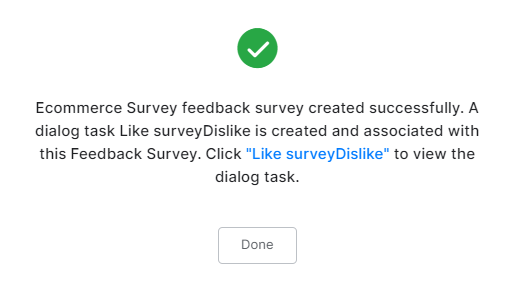 Ecommerce Survey feedback survey created successfully. A
dialog task Like surveyDislike is created and associated with
this Feedback Survey. Click "Like surveyDislike" to view the
dialog task.
Done